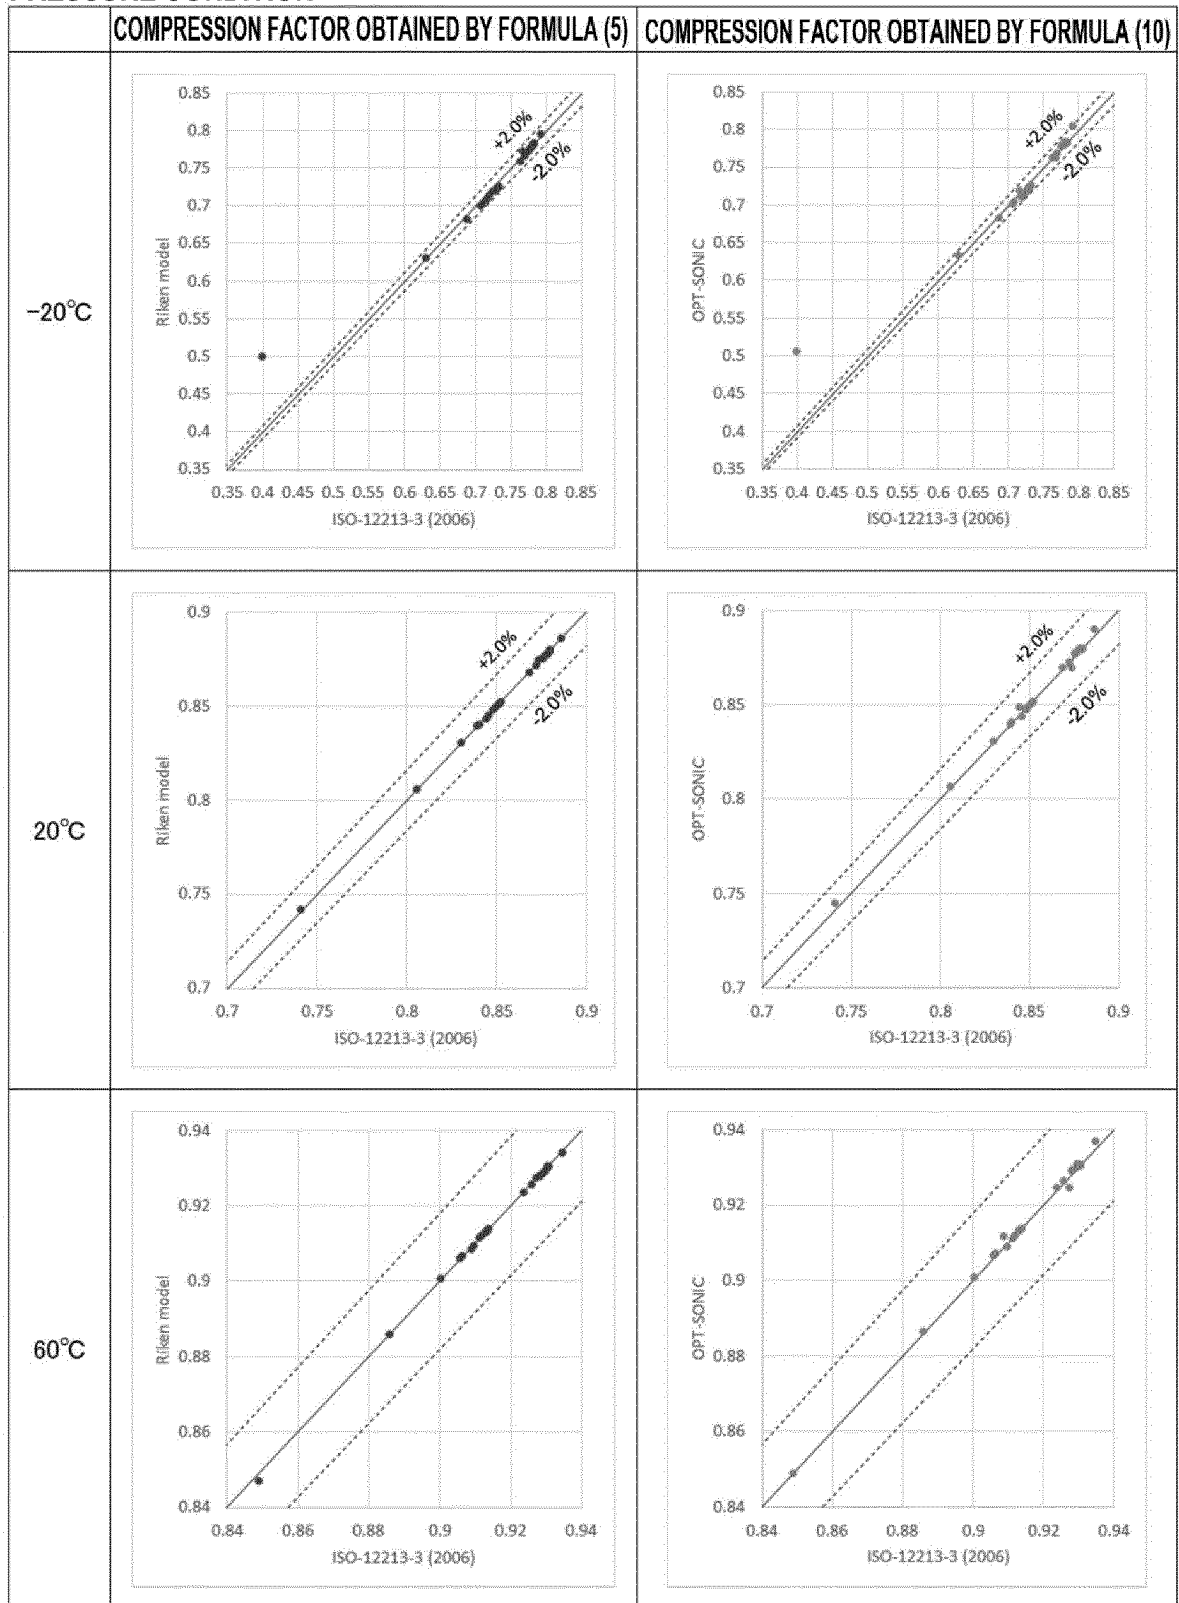 COMPRESSION FACTOR OBTAINED BY FORMULA (5) COMPRESSION FACTOR OBTAINED BY FORMULA (10)
−20°C
0.85
0.8
0.75
0.7
0.65
0.6
0.55
0.5
0.45
0.4
0.35
Riken model
+2.0%
-2.0%
0.35 0.4 0.45 0.5 0.55 0.6 0.65 0.7 0.75 0.8 0.85
ISO-12213-3 (2006)
0.85
0.8
0.75
0.7
0.65
0.6
0.55
0.5
0.45
0.4
0.35
OPT-SONIC
+2.0%
-2.0%
0.35 0.4 0.45 0.5 0.55 0.6 0.65 0.7 0.75 0.8 0.85
ISO-12213-3 (2006)
20°C
0.9
0.85
0.8
0.75
0.7
Riken model
+2.0%
-2.0%
0.7 0.75 0.8 0.85 0.9
ISO-12213-3 (2006)
0.9
0.85
0.8
0.75
0.7
OPT-SONIC
+2.0%
-2.0%
0.7 0.75 0.8 0.85 0.9
ISO-12213-3 (2006)
60°C
0.94
0.92
0.9
0.88
0.86
0.84
Riken model
0.84 0.86 0.88 0.9 0.92 0.94
ISO-12213-3 (2006)
0.94
0.92
0.9
0.88
0.86
0.84
OPT-SONIC
0.84 0.86 0.88 0.9 0.92 0.94
ISO-12213-3 (2006)